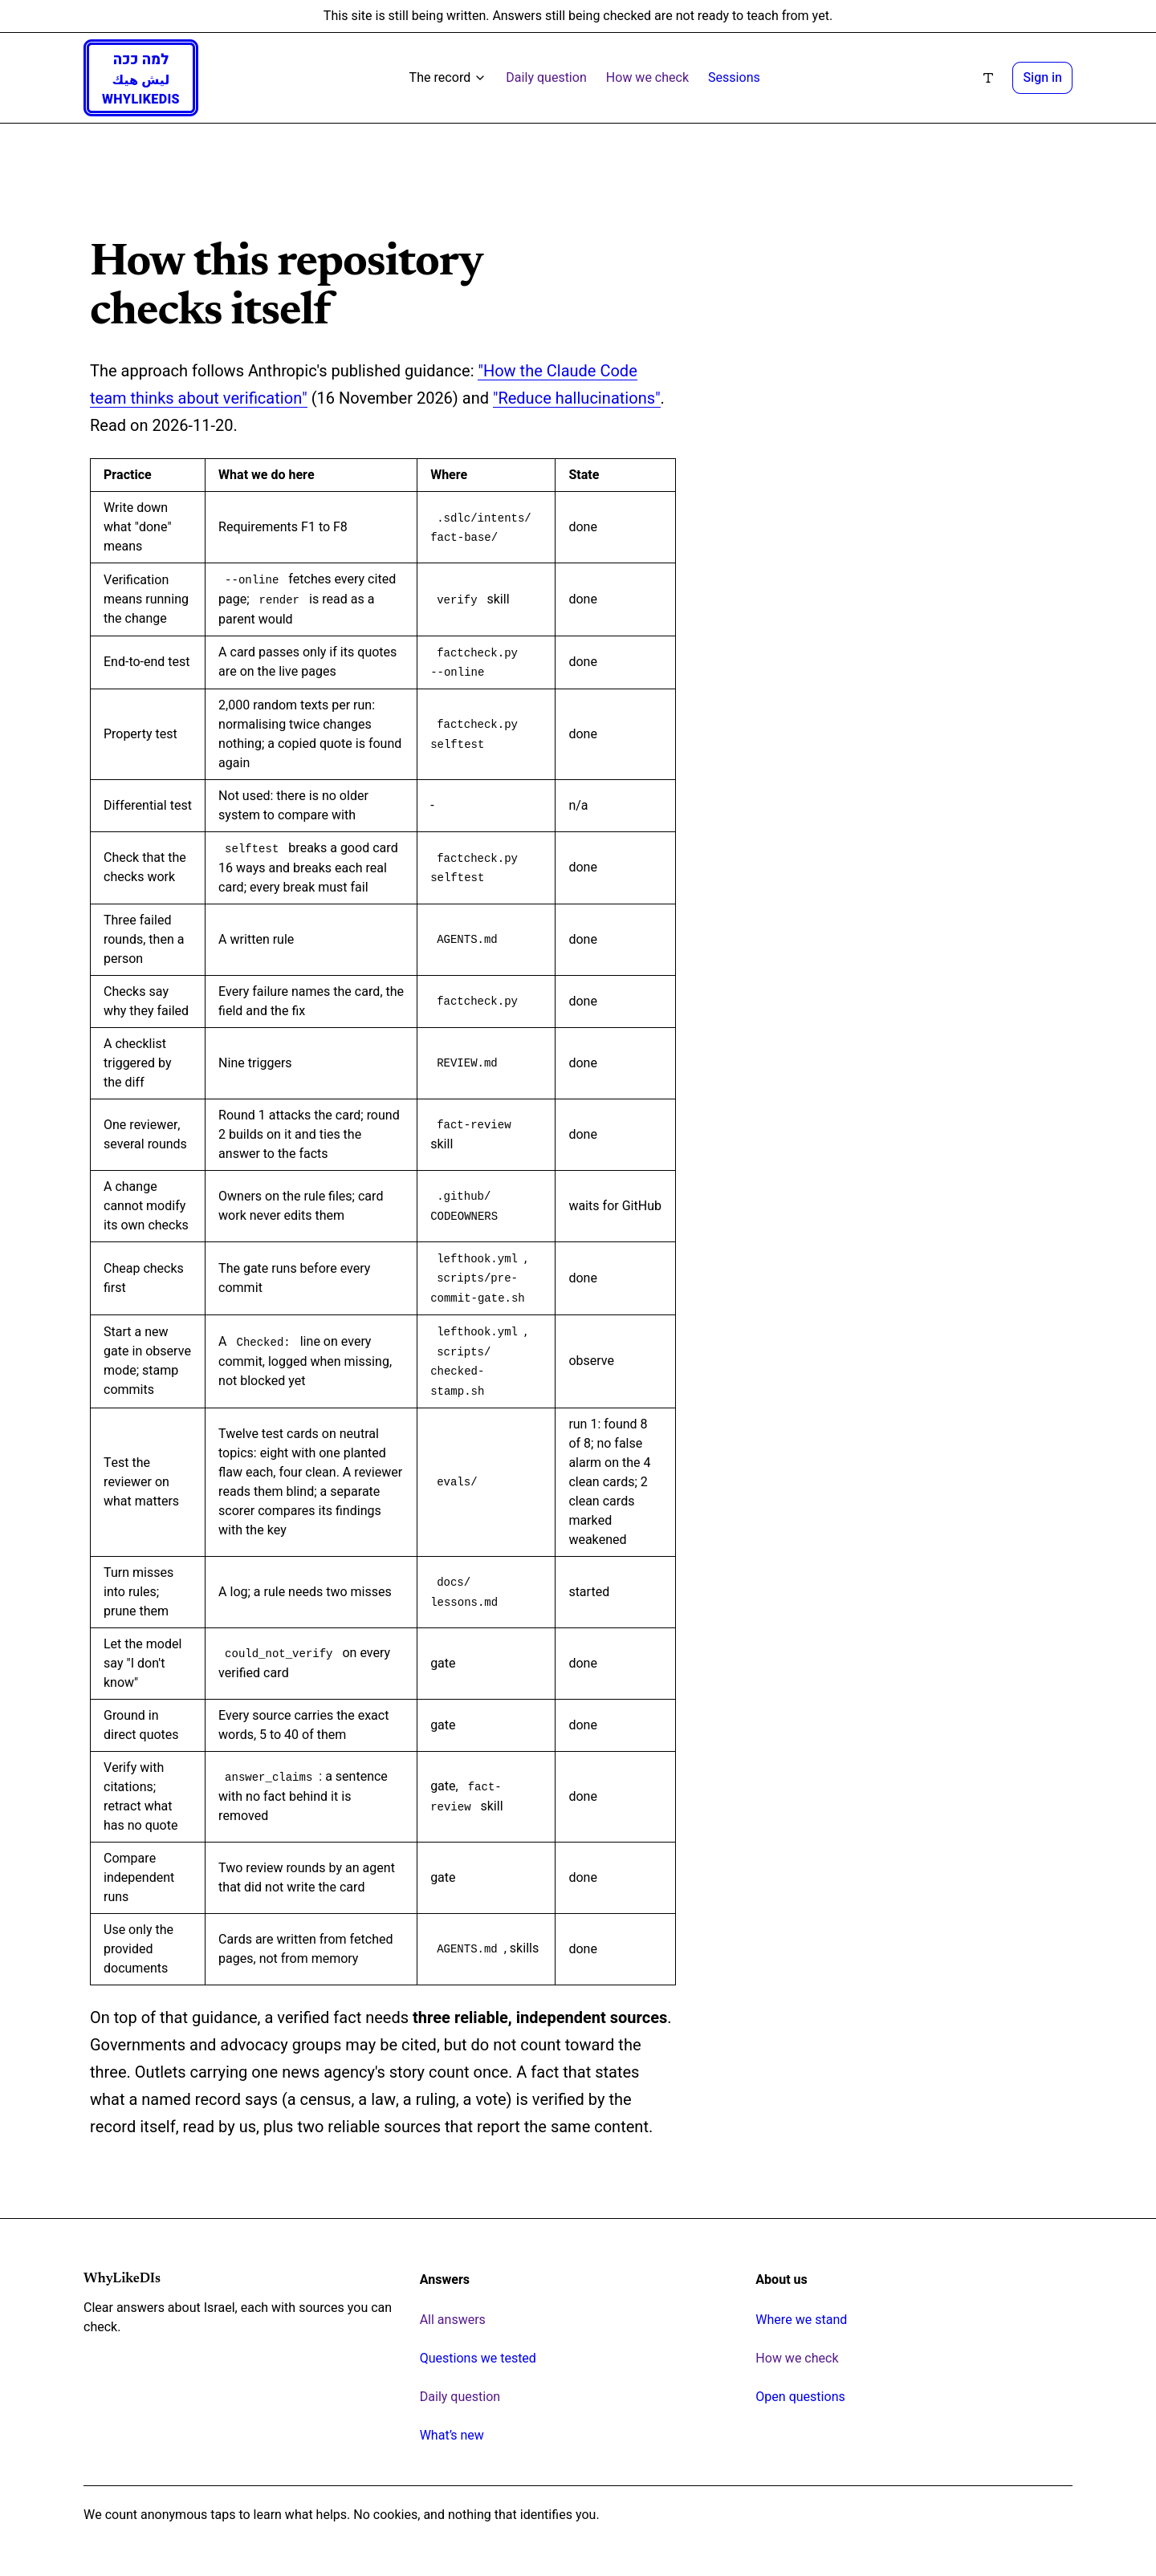 This site is still being written. Answers still being checked are not ready to teach from yet.
למה ככה
ليش هيك
WHYLIKEDIS
The record
Daily question
How we check
Sessions
T
Sign in
How this repository
checks itself
The approach follows Anthropic's published guidance: "How the Claude Code
team thinks about verification" (16 November 2026) and "Reduce hallucinations".
Read on 2026-11-20.
Practice
What we do here
Where
State
Write down
what "done"
means
Requirements F1 to F8
.sdlc/intents/
fact-base/
done
Verification
means running
the change
--online fetches every cited
page; render is read as a
parent would
verify skill
done
End-to-end test
A card passes only if its quotes
are on the live pages
factcheck.py
--online
done
Property test
2,000 random texts per run:
normalising twice changes
nothing; a copied quote is found
again
factcheck.py
selftest
done
Differential test
Not used: there is no older
system to compare with
-
n/a
Check that the
checks work
selftest breaks a good card
16 ways and breaks each real
card; every break must fail
factcheck.py
selftest
done
Three failed
rounds, then a
person
A written rule
AGENTS.md
done
Checks say
why they failed
Every failure names the card, the
field and the fix
factcheck.py
done
A checklist
triggered by
the diff
Nine triggers
REVIEW.md
done
One reviewer,
several rounds
Round 1 attacks the card; round
2 builds on it and ties the
answer to the facts
fact-review
skill
done
A change
cannot modify
its own checks
Owners on the rule files; card
work never edits them
.github/
CODEOWNERS
waits for GitHub
Cheap checks
first
The gate runs before every
commit
lefthook.yml ,
scripts/pre-
commit-gate.sh
done
Start a new
gate in observe
mode; stamp
commits
A Checked: line on every
commit, logged when missing,
not blocked yet
lefthook.yml ,
scripts/
checked-
stamp.sh
observe
Test the
reviewer on
what matters
Twelve test cards on neutral
topics: eight with one planted
flaw each, four clean. A reviewer
reads them blind; a separate
scorer compares its findings
with the key
evals/
run 1: found 8
of 8; no false
alarm on the 4
clean cards; 2
clean cards
marked
weakened
Turn misses
into rules;
prune them
A log; a rule needs two misses
docs/
lessons.md
started
Let the model
say "I don't
know"
could_not_verify on every
verified card
gate
done
Ground in
direct quotes
Every source carries the exact
words, 5 to 40 of them
gate
done
Verify with
citations;
retract what
has no quote
answer_claims : a sentence
with no fact behind it is
removed
gate, fact-
review skill
done
Compare
independent
runs
Two review rounds by an agent
that did not write the card
gate
done
Use only the
provided
documents
Cards are written from fetched
pages, not from memory
AGENTS.md , skills
done
On top of that guidance, a verified fact needs three reliable, independent sources.
Governments and advocacy groups may be cited, but do not count toward the
three. Outlets carrying one news agency's story count once. A fact that states
what a named record says (a census, a law, a ruling, a vote) is verified by the
record itself, read by us, plus two reliable sources that report the same content.
WhyLikeDIs
Clear answers about Israel, each with sources you can
check.
Answers
All answers
Questions we tested
Daily question
What's new
About us
Where we stand
How we check
Open questions
We count anonymous taps to learn what helps. No cookies, and nothing that identifies you.